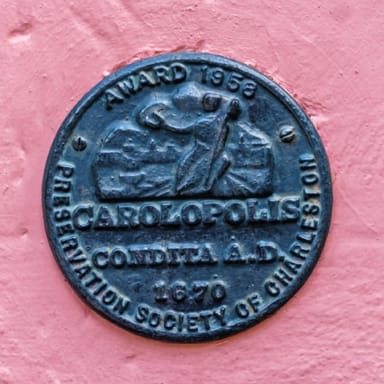 AWARD 1958
CAROLOPOLIS
CONDITA A.D.
1670
PRESERVATION SOCIETY OF CHARLESTON